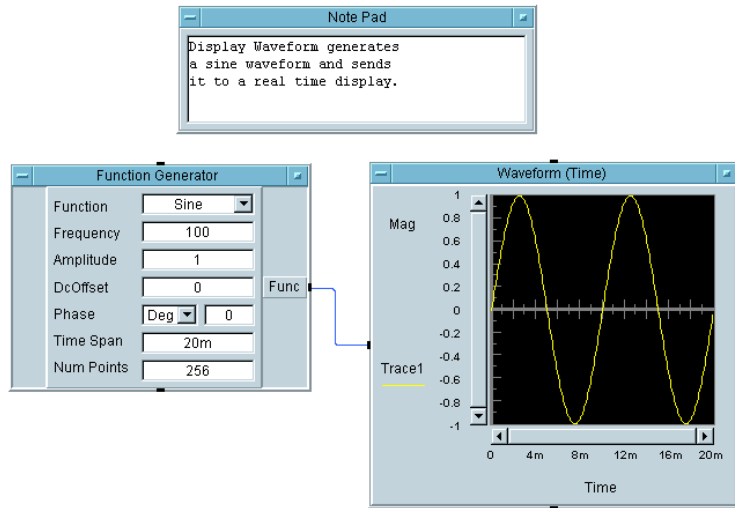 Note Pad
Display Waveform generates
a sine waveform and sends
it to a real time display.
Function Generator
Function Sine
Frequency 100
Amplitude 1
DcOffset 0
Phase Deg 0
Time Span 20m
Num Points 256
Func
Waveform (Time)
Mag
Trace1
1
0.8
0.6
0.4
0.2
0
-0.2
-0.4
-0.6
-0.8
-1
0 4m 8m 12m 16m 20m
Time